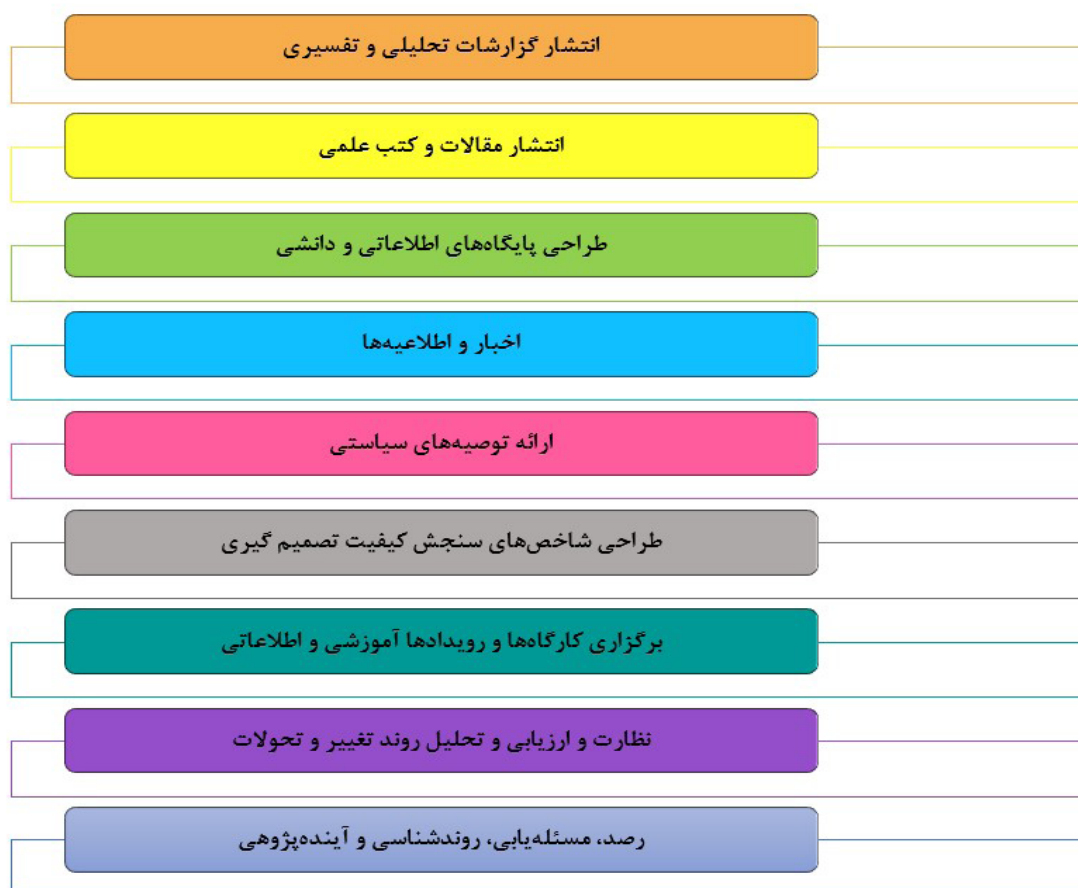 انتشار گزارشات تحلیلی و تفسیری
انتشار مقالات و کتب علمی
طراحی پایگاه‌های اطلاعاتی و دانشی
اخبار و اطلاعیه‌ها
ارائه توصیه‌های سیاستی
طراحی شاخص‌های سنجش کیفیت تصمیم گیری
برگزاری کارگاه‌ها و رویدادها آموزشی و اطلاعاتی
نظارت و ارزیابی و تحلیل روند تغییر و تحولات
رصد، مسئله‌یابی، روندشناسی و آینده‌پژوهی